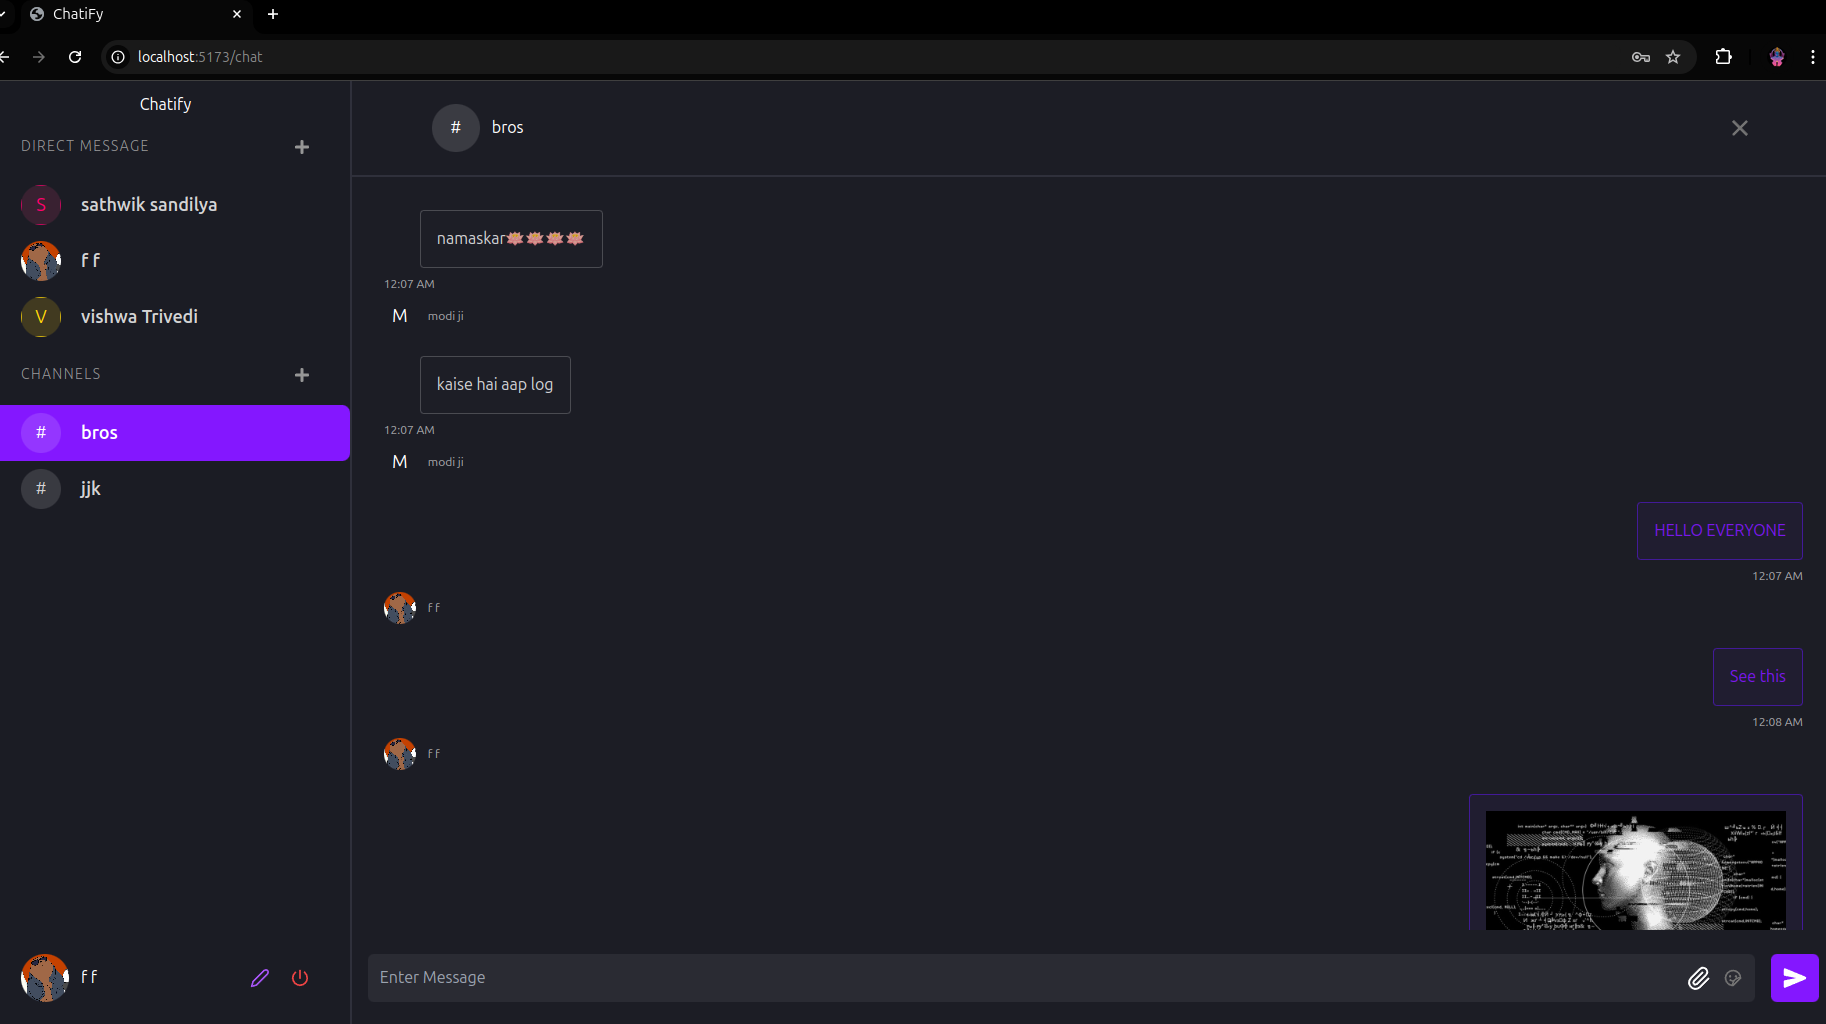 ChatiFy
localhost:5173/chat
Chatify
DIRECT MESSAGE
S sathwik sandilya
f f
V vishwa Trivedi
CHANNELS
# bros
# jjk
f f
# bros
namaskar🪷🪷🪷🪷
12:07 AM
M modi ji
kaise hai aap log
12:07 AM
M modi ji
HELLO EVERYONE
12:07 AM
f f
See this
12:08 AM
f f
Enter Message